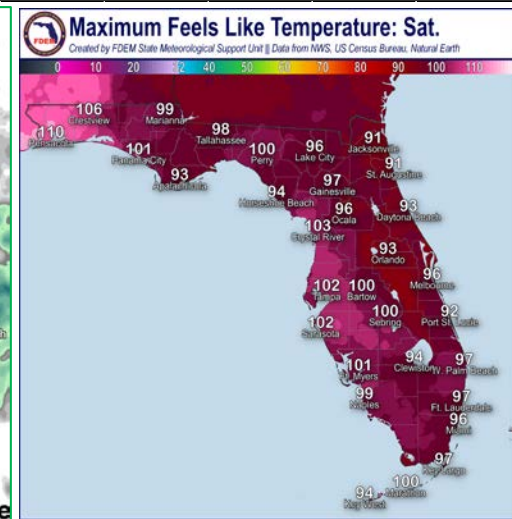 Maximum Feels Like Temperature: Sat.
Created by FDEM State Meteorological Support Unit || Data from NWS, US Census Bureau, Natural Earth
FDEM
0 10 20 32 40 50 60 70 80 90 100 110
106
Crestview
99
Marianna
110
Pensacola
101
Panama City
98
Tallahassee
100
Perry
96
Lake City
91
Jacksonville
91
St. Augustine
93
Apalachicola
94
Horseshoe Beach
97
Gainesville
96
Ocala
93
Daytona Beach
103
Crystal River
93
Orlando
96
Melbourne
102
Tampa
100
Bartow
100
Sebring
92
Port St. Lucie
102
Sarasota
101
Ft. Myers
94
Clewiston
97
W. Palm Beach
99
Naples
97
Ft. Lauderdale
96
Miami
97
Key Largo
100
Marathon
94
Key West